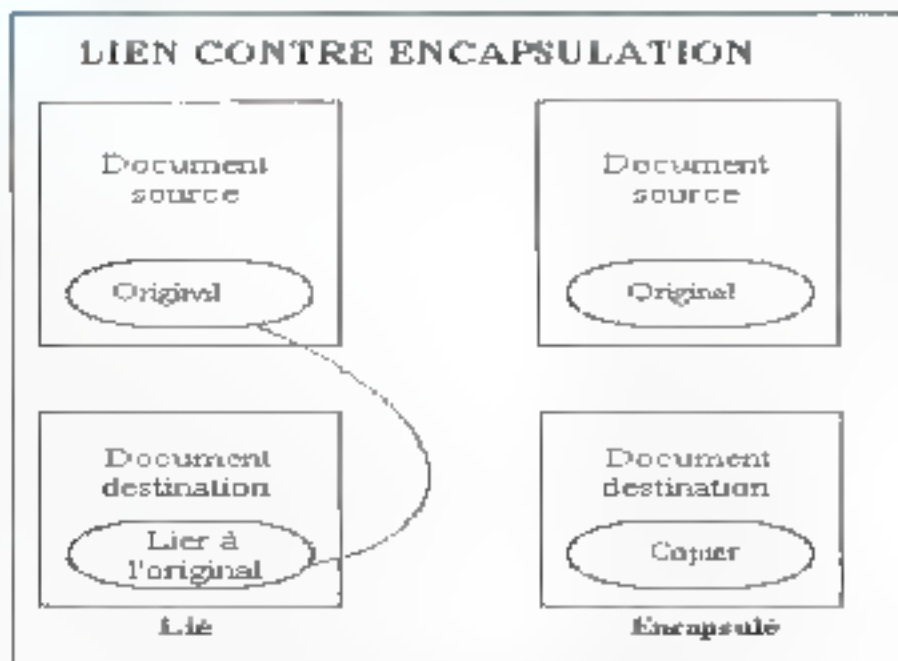 LIEN CONTRE ENCAPSULATION
Document
source
Original
Document
source
Original
Document
destination
Lier à
l'original
Lié
Document
destination
Copier
Encapsulé